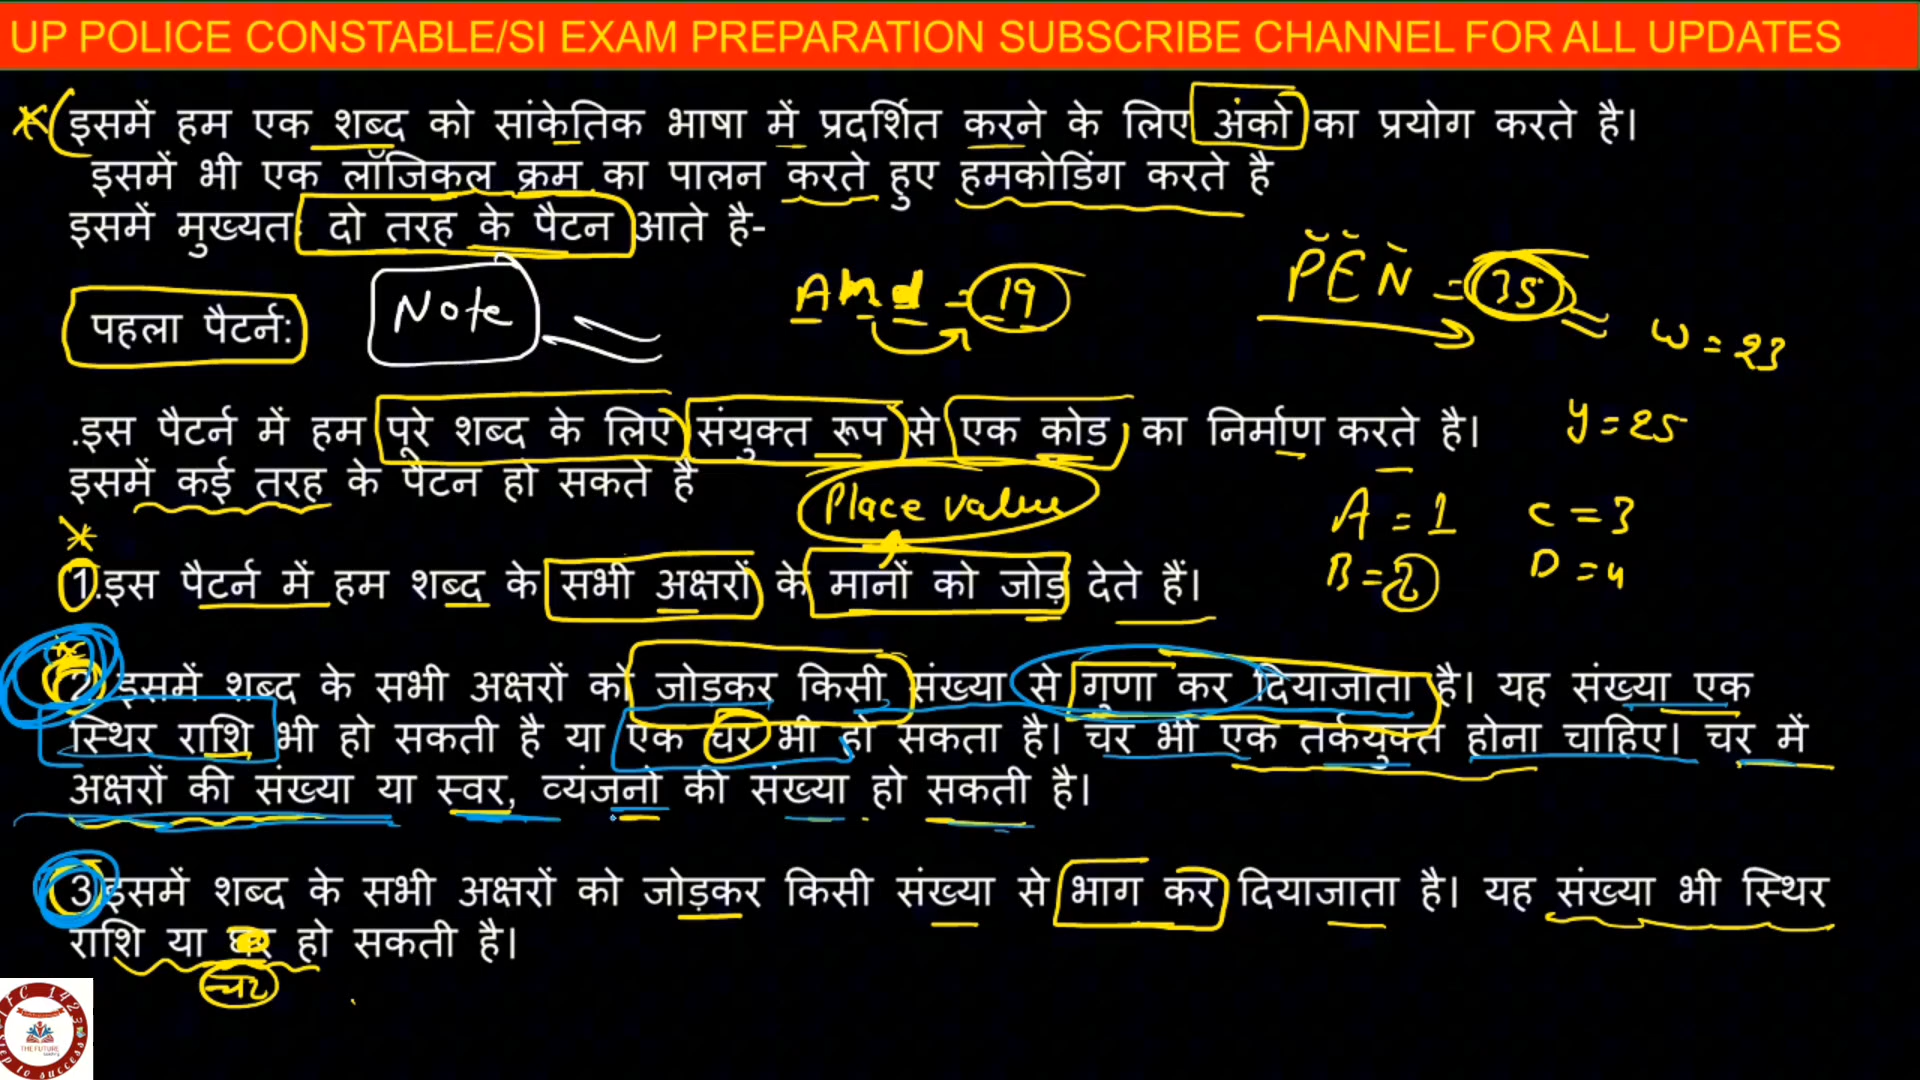 UP POLICE CONSTABLE/SI EXAM PREPARATION SUBSCRIBE CHANNEL FOR ALL UPDATES
इसमें हम एक शब्द को सांकेतिक भाषा में प्रदर्शित करने के लिए अंको का प्रयोग करते है।
इसमें भी एक लॉजिकल क्रम का पालन करते हुए हमकोडिंग करते है
इसमें मुख्यत: दो तरह के पैटन आते है-
पहला पैटर्न:
Note
And = 19
PEN = 35
W = 23
.इस पैटर्न में हम पूरे शब्द के लिए संयुक्त रूप से एक कोड का निर्माण करते है।
Y = 25
इसमें कई तरह के पैटन हो सकते है
Place value
A = 1 C = 3
B = 2 D = 4
1.इस पैटर्न में हम शब्द के सभी अक्षरों के मानों को जोड़ देते हैं।
2) इसमें शब्द के सभी अक्षरों को जोड़कर किसी संख्या से गुणा कर दियाजाता है। यह संख्या एक
स्थिर राशि भी हो सकती है या एक चर भी हो सकता है। चर भी एक तर्कयुक्त होना चाहिए। चर में
अक्षरों की संख्या या स्वर, व्यंजनो की संख्या हो सकती है।
3)इसमें शब्द के सभी अक्षरों को जोड़कर किसी संख्या से भाग कर दियाजाता है। यह संख्या भी स्थिर
राशि या हो सकती है।
चर
THE FUTURE